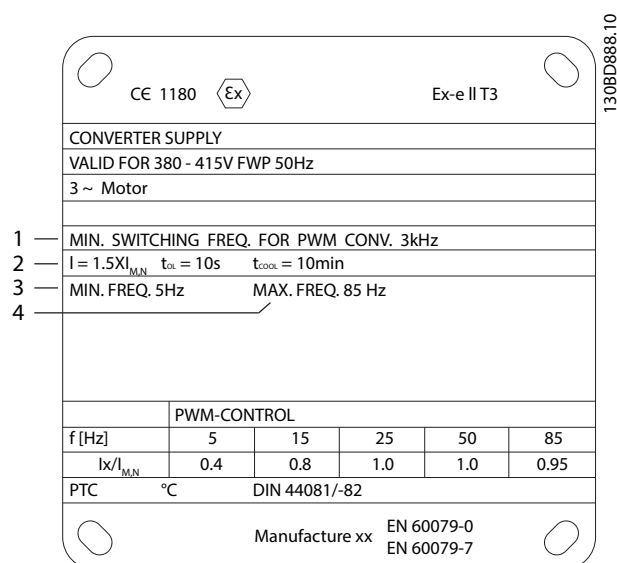 130BD888.10
CE 1180 Ex Ex-e ll T3
CONVERTER SUPPLY
VALID FOR 380 - 415V FWP 50Hz
3 ~ Motor
1 MIN. SWITCHING FREQ. FOR PWM CONV. 3kHz
2 l = 1.5XI M,N tOL = 10s tCOOL = 10min
3 MIN. FREQ. 5Hz MAX. FREQ. 85 Hz
4
PWM-CONTROL
f [Hz] 5 15 25 50 85
Ix/I M,N 0.4 0.8 1.0 1.0 0.95
PTC °C DIN 44081/-82
Manufacture xx EN 60079-0
EN 60079-7